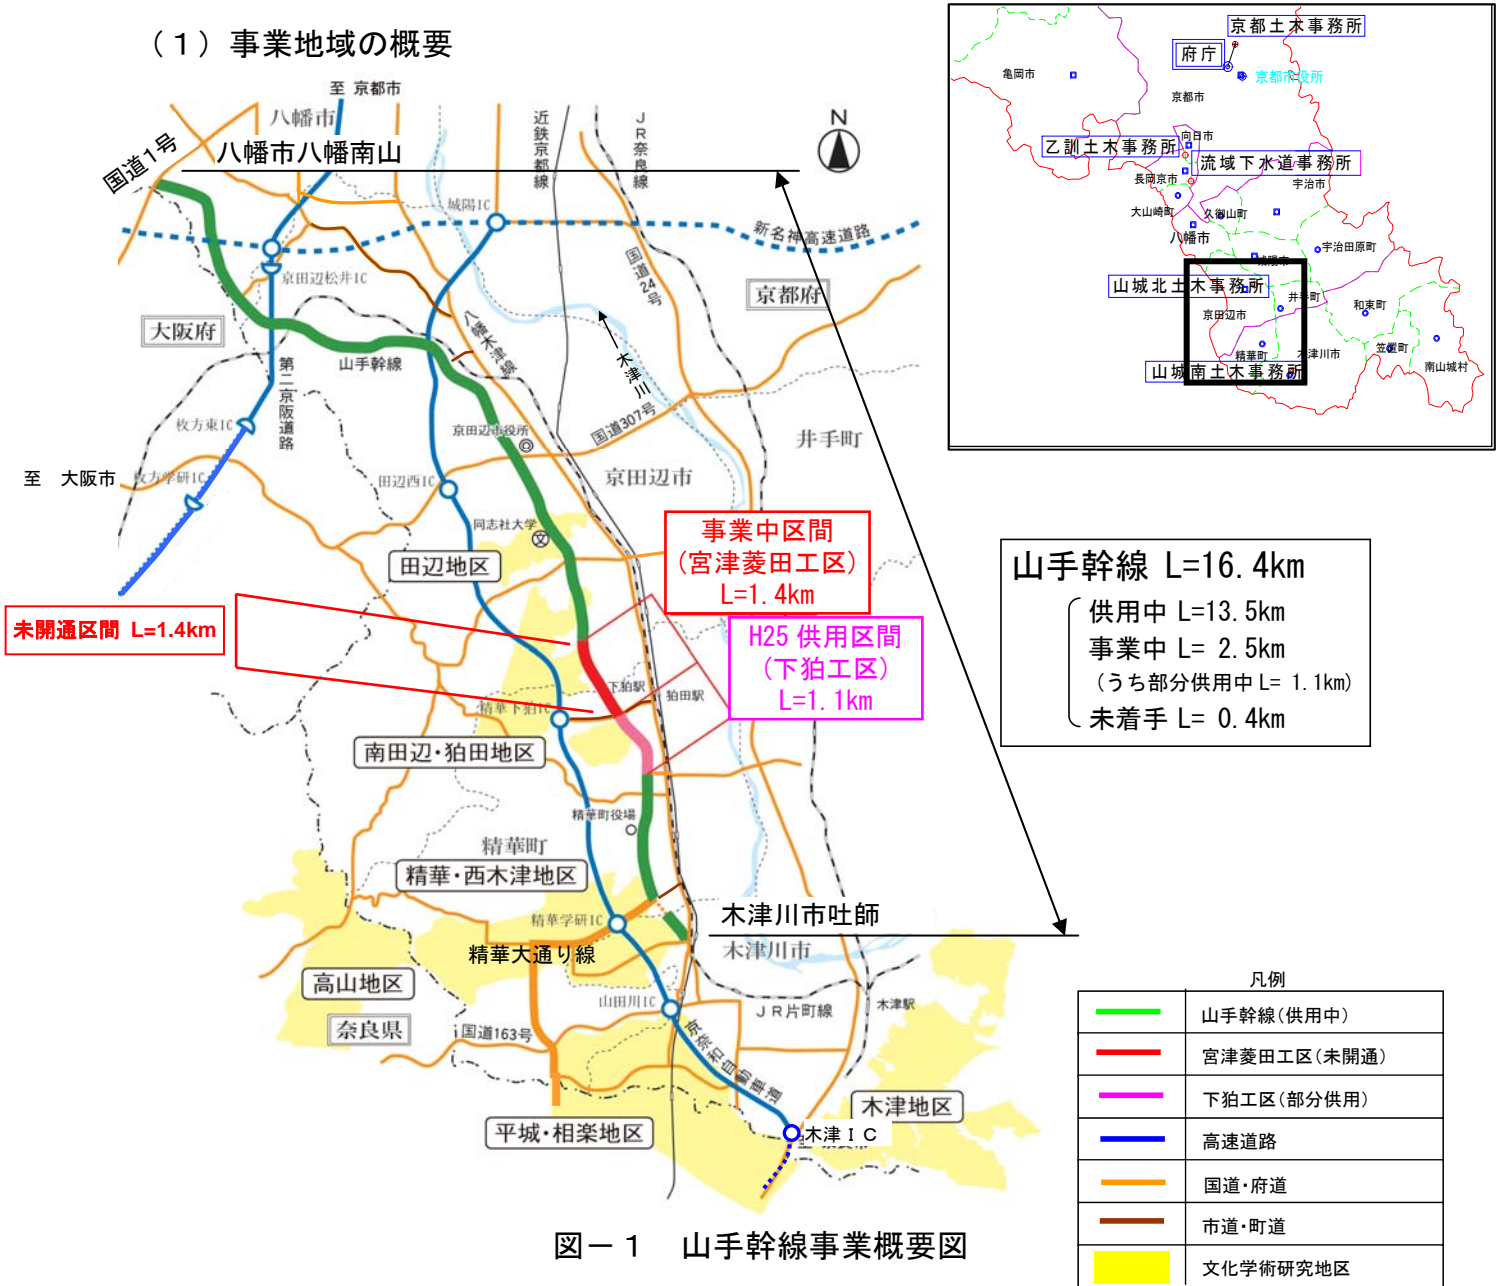 （１）事業地域の概要
至 京都市
八幡市
八幡市八幡南山
国道1号
近鉄京都線
ＪＲ奈良線
N
城陽IC
新名神高速道路
国道24号
京田辺松井IC
京都府
大阪府
八幡木津線
木津川
山手幹線
第二京阪道路
枚方東IC
京田辺市役所
国道307号
井手町
至　大阪市
枚方学研IC
田辺西IC
京田辺市
同志社大学
文
田辺地区
事業中区間
(宮津菱田工区)
L=1.4km
未開通区間 L=1.4km
H25 供用区間
(下狛工区)
L=1.1km
下狛駅
狛田駅
精華下狛IC
南田辺・狛田地区
精華町役場
精華町
精華・西木津地区
精華学研IC
木津川市吐師
精華大通り線
木津川市
高山地区
山田川IC
ＪＲ片町線
木津駅
奈良県
国道163号
京奈和自動車道
木津地区
平城・相楽地区
木津ＩＣ
京都土木事務所
府庁
京都市役所
亀岡市
京都市
向日市
乙訓土木事務所
流域下水道事務所
長岡京市
宇治市
大山崎町
久御山町
八幡市
宇治田原町
城陽市
山城北土木事務所
井手町
和束町
京田辺市
精華町
木津川市
笠置町
南山城村
山城南土木事務所
山手幹線 L=16.4km
供用中 L=13.5km
事業中 L= 2.5km
(うち部分供用中 L= 1.1km)
未着手 L= 0.4km
凡例
山手幹線(供用中)
宮津菱田工区(未開通)
下狛工区(部分供用)
高速道路
国道・府道
市道・町道
文化学術研究地区
図－１　山手幹線事業概要図